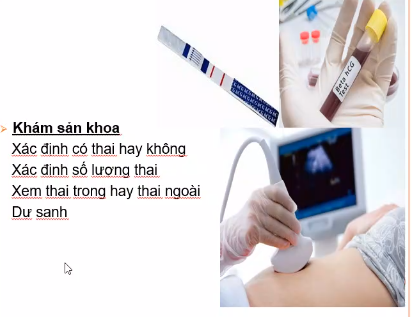 Beta hCG
Test
➢ Khám sản khoa
Xác định có thai hay không
Xác định số lượng thai
Xem thai trong hay thai ngoài
Dư sanh